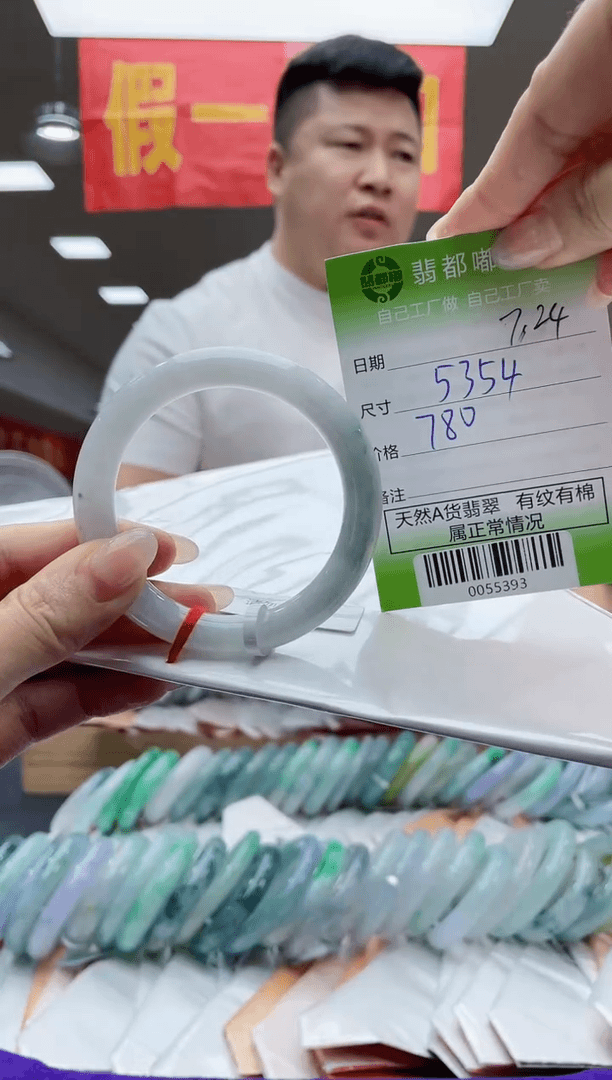 假一
翡都嘟
自己工厂做 自己工厂卖
日期 7.24
尺寸 5354
价格 780
备注
天然A货翡翠 有纹有棉
属正常情况
0055393